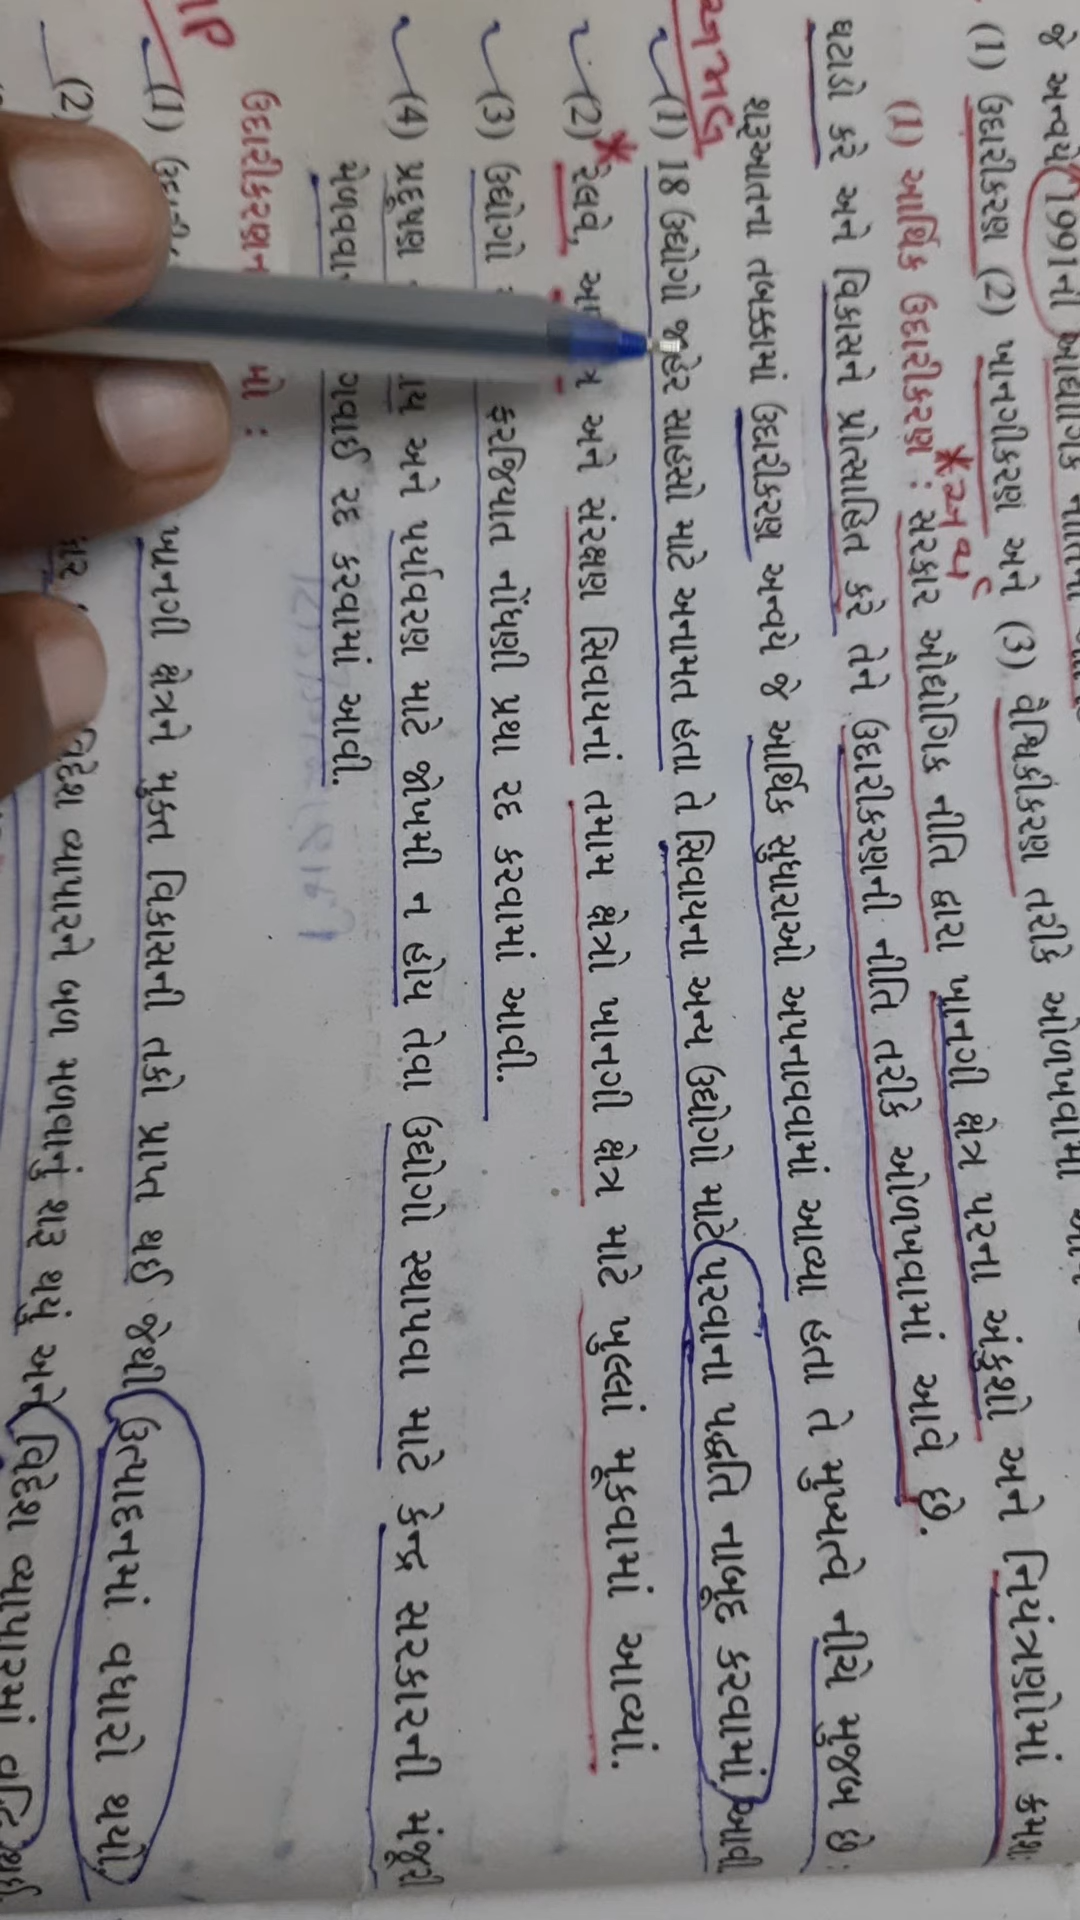 જે અન્વયે 1991ની ઔદ્યોગિક નીતિના
(1) ઉદારીકરણ (2) ખાનગીકરણ અને (3) વૈશ્વિકીકરણ તરીકે ઓળખવામાં
(1) આર્થિક ઉદારીકરણ : સરકાર ઔદ્યોગિક નીતિ દ્વારા ખાનગી ક્ષેત્ર પરના અંકુશો અને નિયંત્રણોમાં ક્રમશઃ
ઘટાડો કરે અને વિકાસને પ્રોત્સાહિત કરે તેને ઉદારીકરણની નીતિ તરીકે ઓળખવામાં આવે છે.
શરૂઆતના તબક્કામાં ઉદારીકરણ અન્વયે જે આર્થિક સુધારાઓ અપનાવવામાં આવ્યા હતા તે મુખ્યત્વે નીચે મુજબ છે :
(1) 18 ઉદ્યોગો જાહેર સાહસો માટે અનામત હતા તે સિવાયના અન્ય ઉદ્યોગો માટે પરવાના પદ્ધતિ નાબૂદ કરવામાં આવી
(2) રેલવે, અને સંરક્ષણ સિવાયનાં તમામ ક્ષેત્રો ખાનગી ક્ષેત્ર માટે ખુલ્લાં મૂકવામાં આવ્યાં.
(3) ઉદ્યોગો ફરજિયાત નોંધણી પ્રથા રદ કરવામાં આવી.
(4) પ્રદૂષણ અને પર્યાવરણ માટે જોખમી ન હોય તેવા ઉદ્યોગો સ્થાપવા માટે કેન્દ્ર સરકારની મંજૂરી
મેળવવા રદ કરવામાં આવી.
(1) ખાનગી ક્ષેત્રને મુક્ત વિકાસની તકો પ્રાપ્ત થઈ જેથી ઉત્પાદનમાં વધારો થયો.
(2) વિદેશ વ્યાપારને બળ મળવાનું શરૂ થયું અને વિદેશ વ્યાપારમાં વૃદ્ધિ થઈ